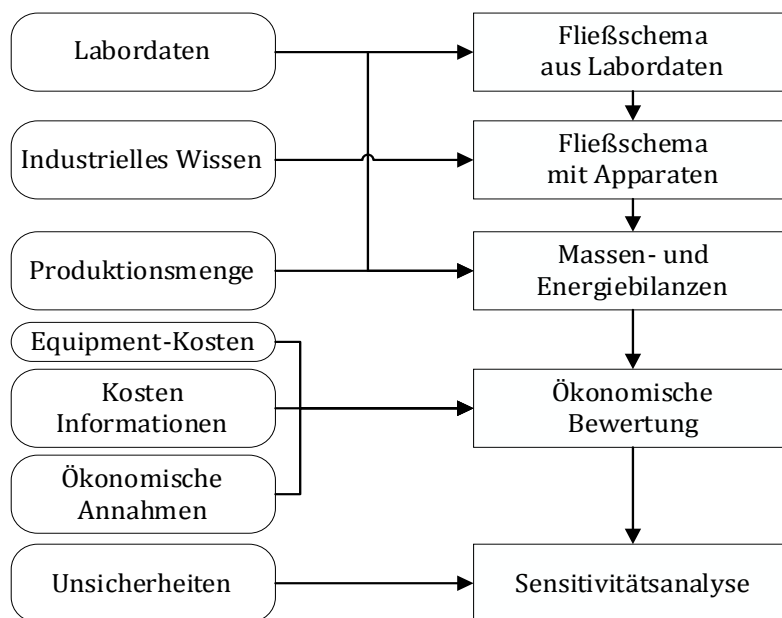 Labordaten
Fließschema
aus Labordaten
Industrielles Wissen
Fließschema
mit Apparaten
Produktionsmenge
Massen- und
Energiebilanzen
Equipment-Kosten
Kosten
Informationen
Ökonomische
Bewertung
Ökonomische
Annahmen
Unsicherheiten
Sensitivitätsanalyse